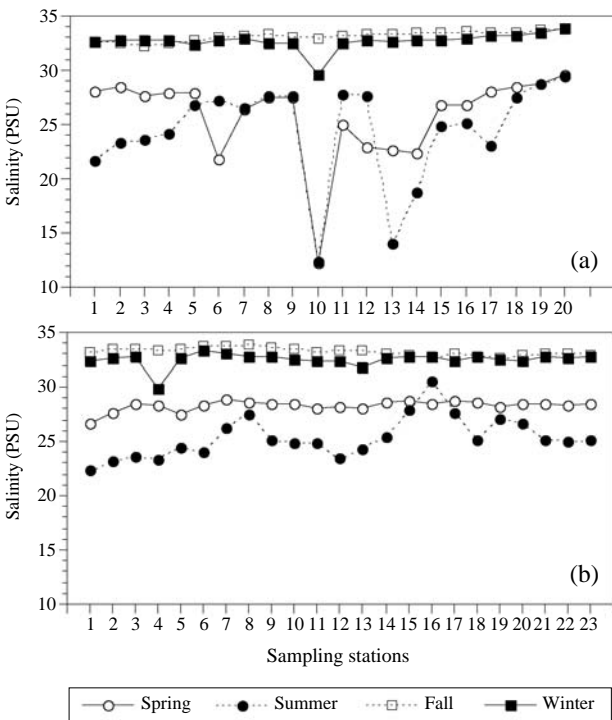 35
30
25
20
15
10
Salinity (PSU)
(a)
1 2 3 4 5 6 7 8 9 10 11 12 13 14 15 16 17 18 19 20
35
30
25
20
15
10
Salinity (PSU)
(b)
1 2 3 4 5 6 7 8 9 10 11 12 13 14 15 16 17 18 19 20 21 22 23
Sampling stations
Spring Summer Fall Winter